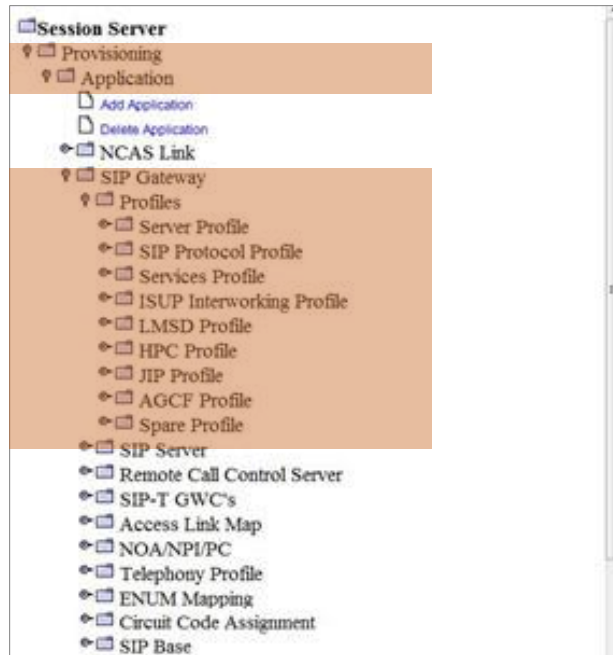 Session Server
Provisioning
Application
Add Application
Delete Application
NCAS Link
SIP Gateway
Profiles
Server Profile
SIP Protocol Profile
Services Profile
ISUP Interworking Profile
LMSD Profile
HPC Profile
JIP Profile
AGCF Profile
Spare Profile
SIP Server
Remote Call Control Server
SIP-T GWC's
Access Link Map
NOA/NPI/PC
Telephony Profile
ENUM Mapping
Circuit Code Assignment
SIP Base